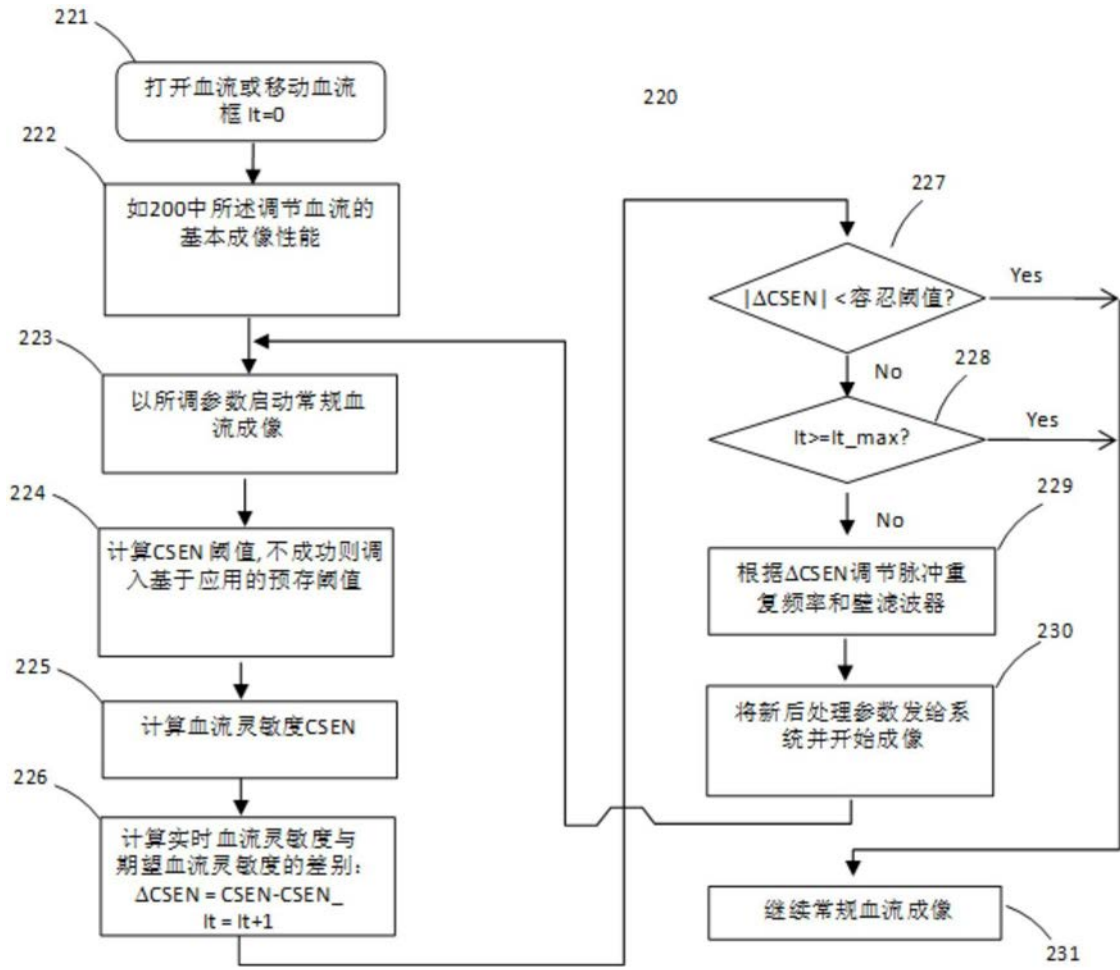 221
打开血流或移动血流
框 It=0
222
如200中所述调节血流的
基本成像性能
223
以所调参数启动常规血
流成像
224
计算CSEN 阈值,不成功则调
入基于应用的预存阈值
225
计算血流灵敏度CSEN
226
计算实时血流灵敏度与
期望血流灵敏度的差别：
ΔCSEN = CSEN-CSEN_
It = It+1
220
227
|ΔCSEN| <容忍阈值?
Yes
No
228
It>=It_max?
Yes
No
229
根据ΔCSEN调节脉冲重
复频率和壁滤波器
230
将新后处理参数发给系
统并开始成像
继续常规血流成像
231